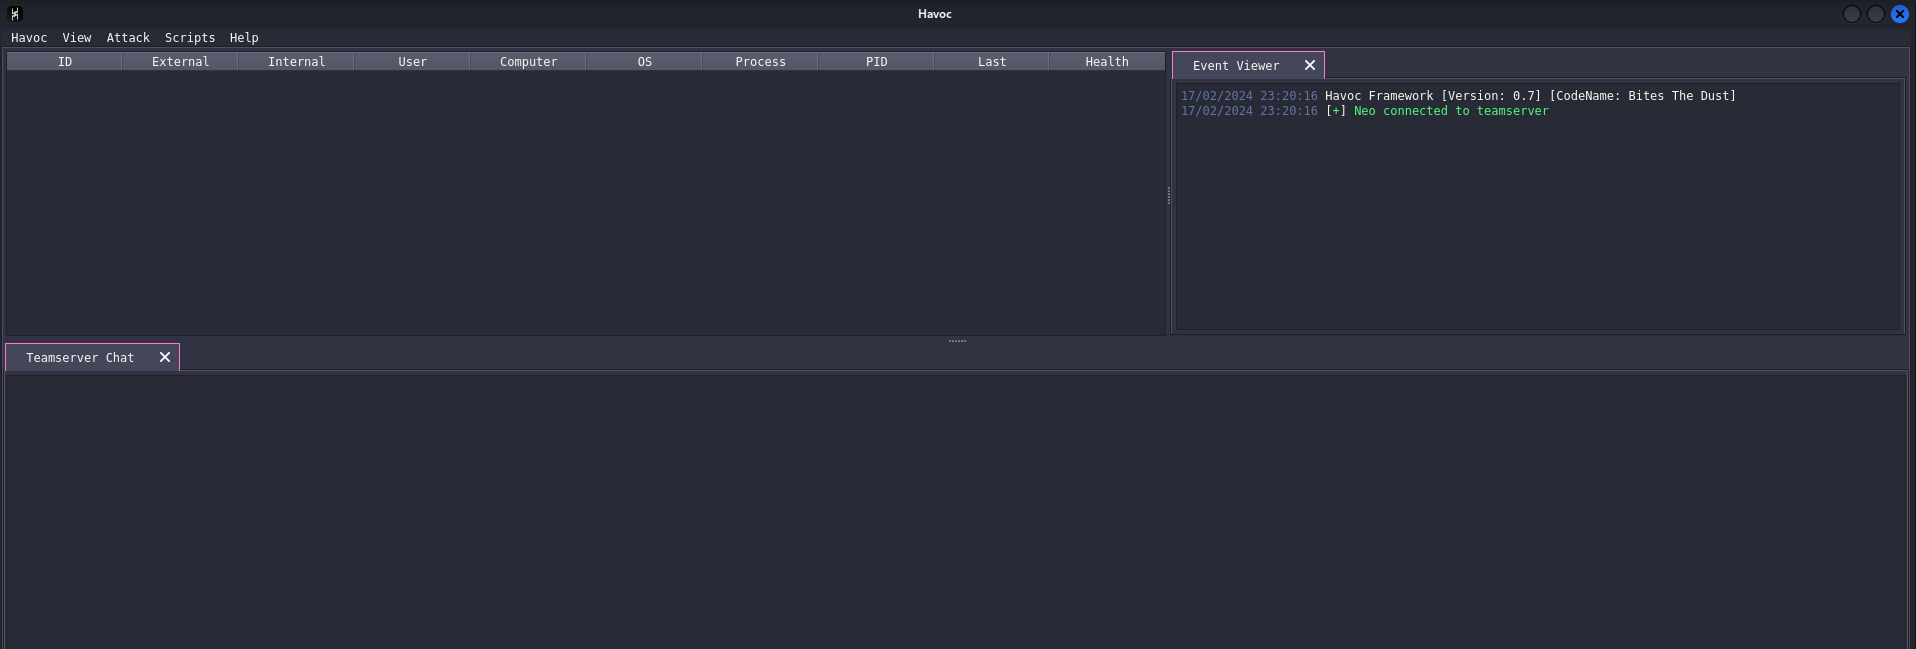 Havoc
Havoc View Attack Scripts Help
ID External Internal User Computer OS Process PID Last Health
Event Viewer
17/02/2024 23:20:16 Havoc Framework [Version: 0.7] [CodeName: Bites The Dust]
17/02/2024 23:20:16 [+] Neo connected to teamserver
Teamserver Chat